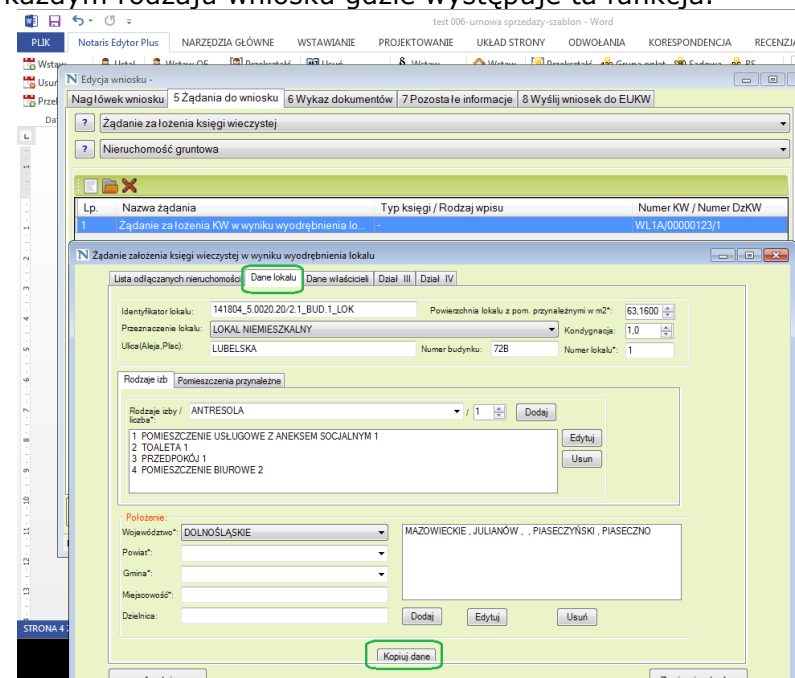 każdym rodzaju wniosku gdzie występuje ta funkcja.
test 006-umowa sprzedazy-szablon - Word
PLIK Notaris Edytor Plus NARZĘDZIA GŁÓWNE WSTAWIANIE PROJEKTOWANIE UKŁAD STRONY ODWOŁANIA KORESPONDENCJA RECENZJ
Edycja wniosku -
Nagłówek wniosku 5 Żądania do wniosku 6 Wykaz dokumentów 7 Pozostałe informacje 8 Wyślij wniosek do EUKW
? Żądanie założenia księgi wieczystej
? Nieruchomość gruntowa
Lp. Nazwa żądania Typ księgi / Rodzaj wpisu Numer KW / Numer DzKW
1 Żądanie założenia KW w wyniku wyodrębnienia lo... - WL1A/00000123/1
Żądanie założenia księgi wieczystej w wyniku wyodrębnienia lokalu
Lista odłączanych nieruchomości Dane lokalu Dane właścicieli Dział III Dział IV
Identyfikator lokalu: 141804_5.0020.20/2.1_BUD.1_LOK Powierzchnia lokalu z pom. przynależnymi w m2*: 63,1600
Przeznaczenie lokalu: LOKAL NIEMIESZKALNY Kondygnacja: 1,0
Ulica(Aleja,Plac): LUBELSKA Numer budynku: 72B Numer lokalu*: 1
Rodzaje izb Pomieszczenia przynależne
Rodzaje izby / liczba*: ANTRESOLA / 1 Dodaj
1 POMIESZCZENIE USŁUGOWE Z ANEKSEM SOCJALNYM 1 Edytuj
2 TOALETA 1
3 PRZEDPOKÓJ 1 Usun
4 POMIESZCZENIE BIUROWE 2
Położenie:
Województwo*: DOLNOŚLĄSKIE MAZOWIECKIE , JULIANÓW , , PIASECZYŃSKI , PIASECZNO
Powiat*:
Gmina*:
Miejscowość*:
Dzielnica: Dodaj Edytuj Usuń
STRONA 4
Kopiuj dane